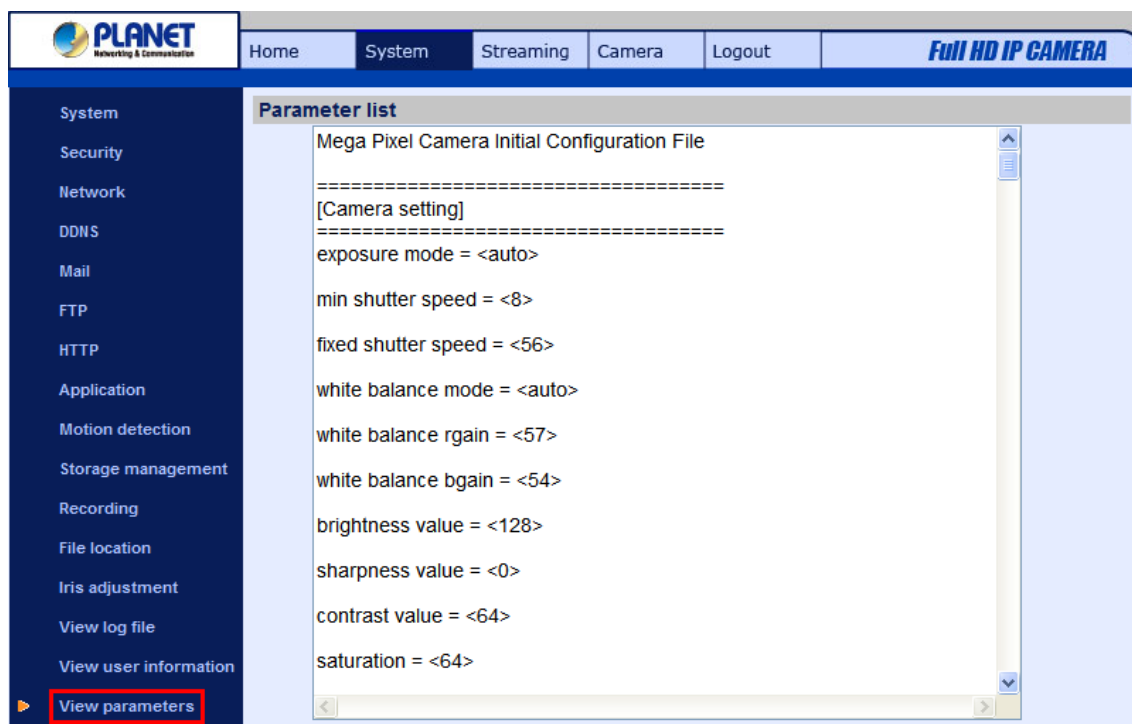 PLANET
Networking & Communication
Home System Streaming Camera Logout Full HD IP CAMERA
System
Security
Network
DDNS
Mail
FTP
HTTP
Application
Motion detection
Storage management
Recording
File location
Iris adjustment
View log file
View user information
View parameters
Parameter list
Mega Pixel Camera Initial Configuration File
====================================
[Camera setting]
====================================
exposure mode = <auto>
min shutter speed = <8>
fixed shutter speed = <56>
white balance mode = <auto>
white balance rgain = <57>
white balance bgain = <54>
brightness value = <128>
sharpness value = <0>
contrast value = <64>
saturation = <64>